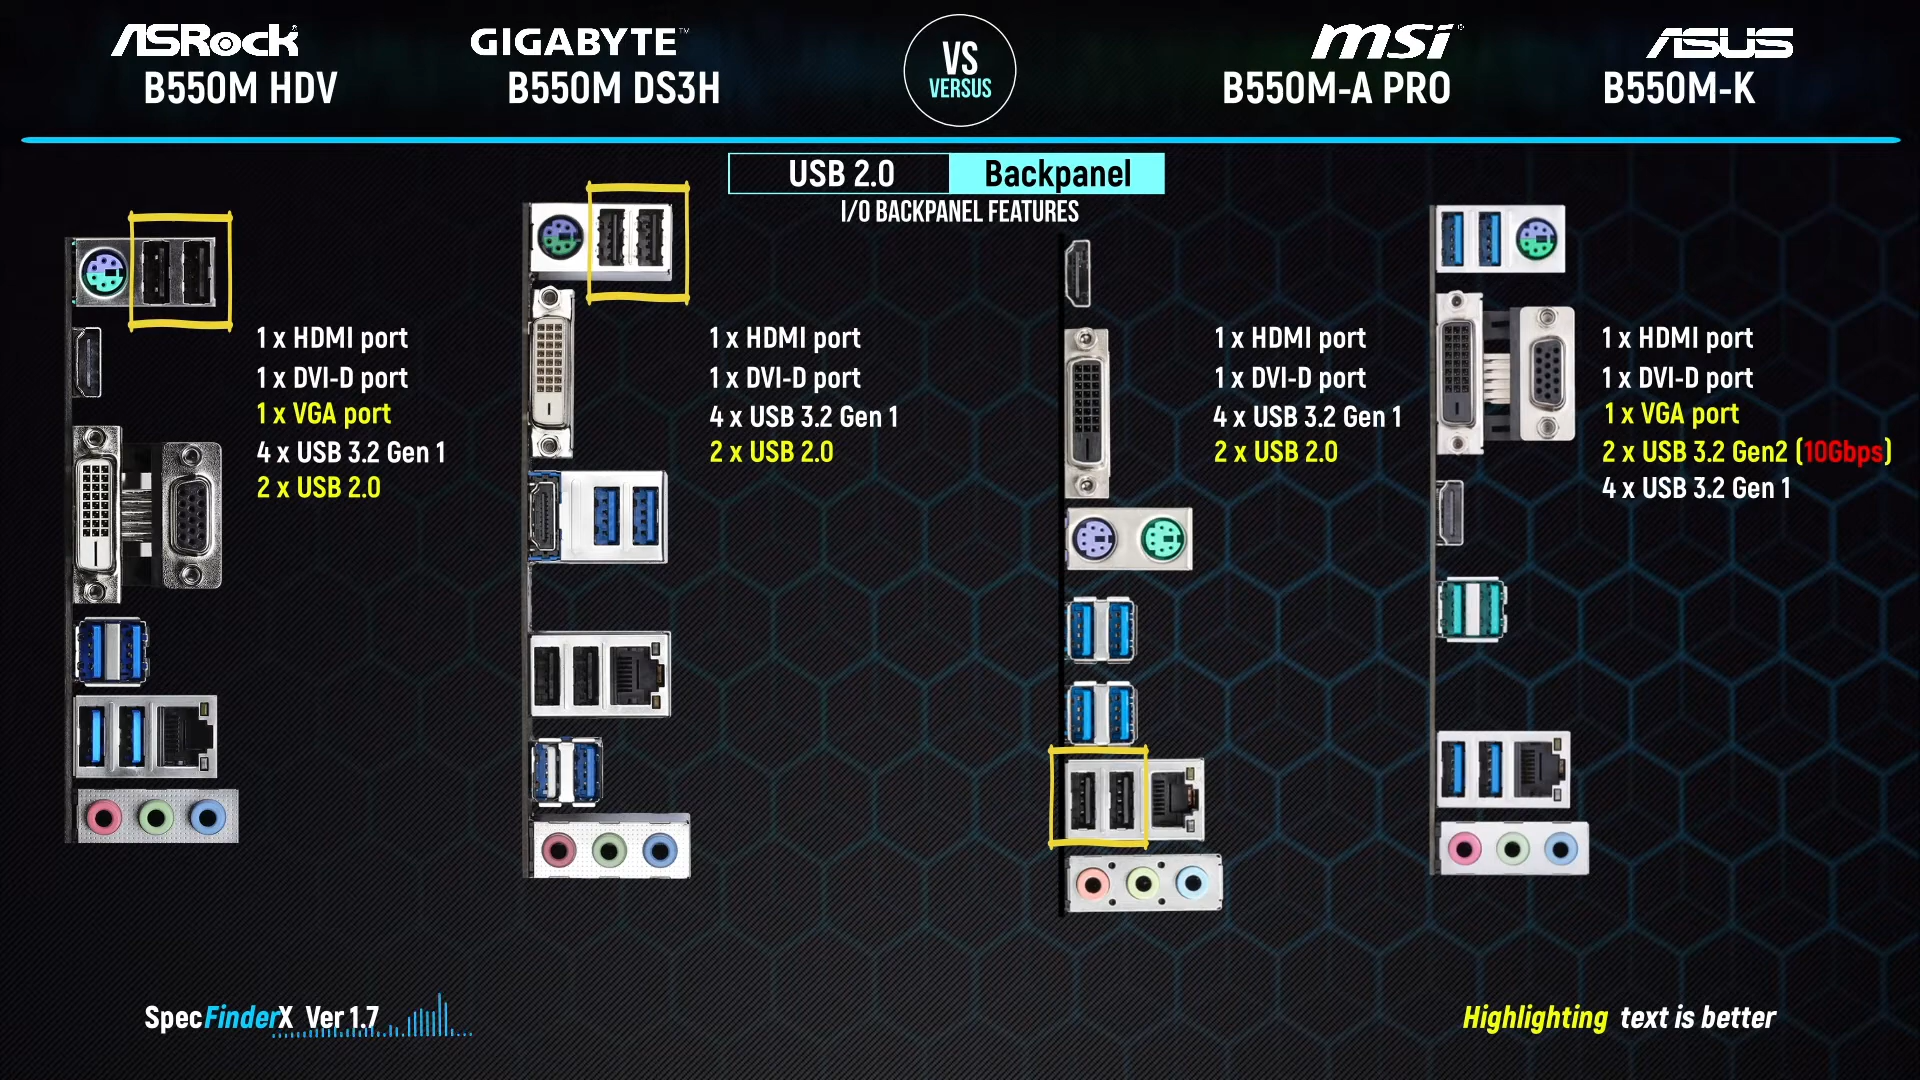 ASRock
B550M HDV
GIGABYTE™
B550M DS3H
VS
VERSUS
msi
B550M-A PRO
ASUS
B550M-K
USB 2.0
Backpanel
I/O BACKPANEL FEATURES
1 x HDMI port
1 x DVI-D port
1 x VGA port
4 x USB 3.2 Gen 1
2 x USB 2.0
1 x HDMI port
1 x DVI-D port
4 x USB 3.2 Gen 1
2 x USB 2.0
1 x HDMI port
1 x DVI-D port
4 x USB 3.2 Gen 1
2 x USB 2.0
1 x HDMI port
1 x DVI-D port
1 x VGA port
2 x USB 3.2 Gen2 (10Gbps)
4 x USB 3.2 Gen 1
SpecFinderX Ver 1.7
Highlighting text is better